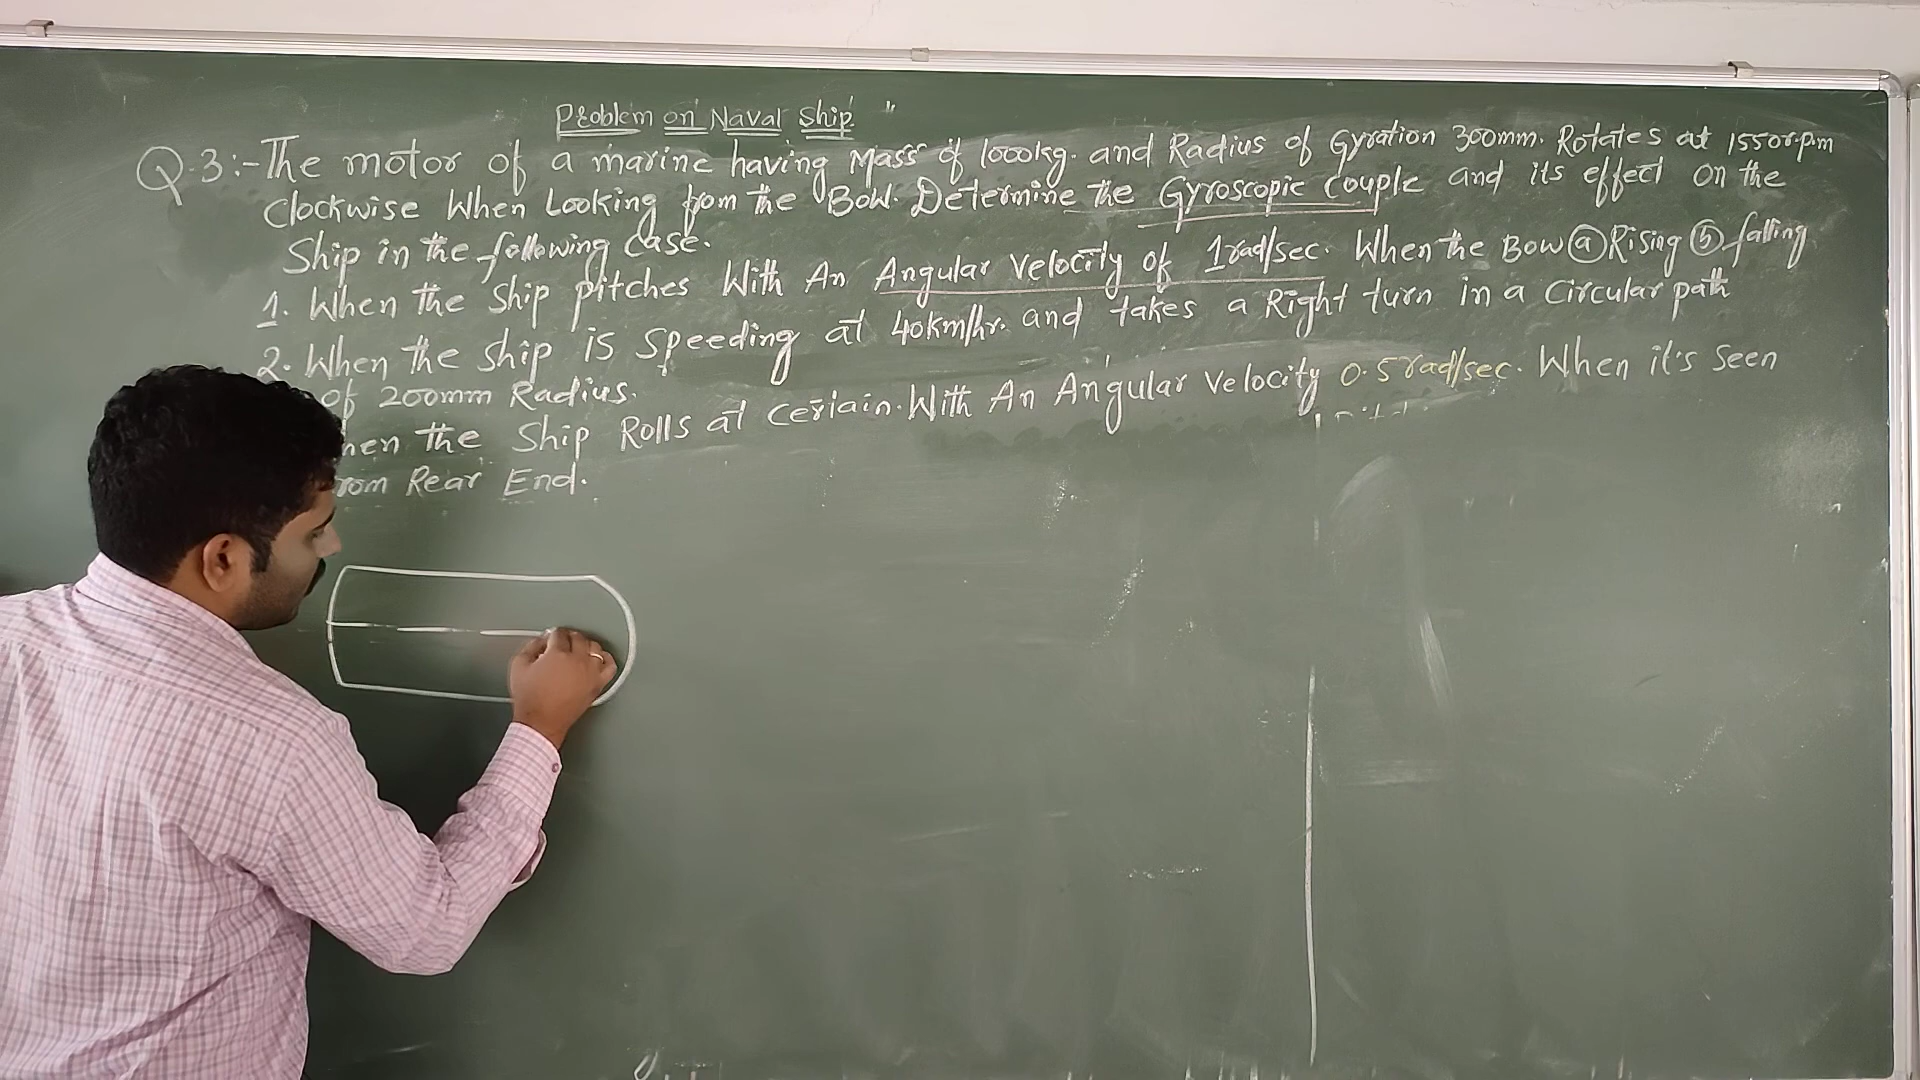 Problem on Naval Ship "
Q.3:- The motor of a marine having Mass of 1000kg. and Radius of Gyration 300mm. Rotates at 1550r.p.m
Clockwise When Looking from the Bow. Determine the Gyroscopic Couple and its effect on the
Ship in the following case.
1. When the Ship pitches With An Angular Velocity of 1rad/sec. When the Bow ⓐ Rising ⓑ falling
2. When the ship is speeding at 40km/hr. and takes a Right turn in a Circular path
of 200mm Radius.
hen the Ship Rolls at Certain. With An Angular Velocity 0.5rad/sec. When it's seen
rom Rear End.